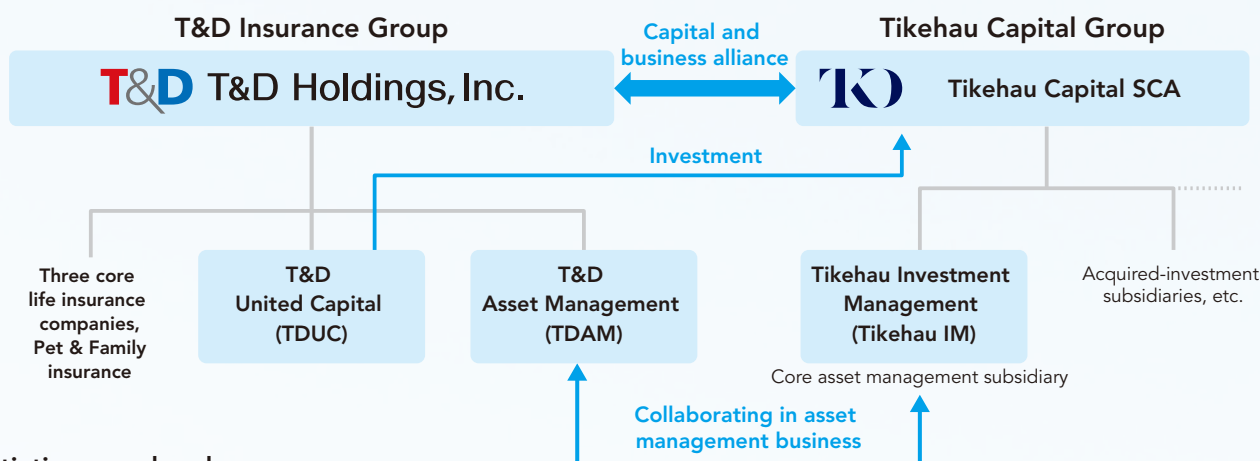 T&D Insurance Group
Capital and
business alliance
Tikehau Capital Group
T&D T&D Holdings, Inc.
TKO Tikehau Capital SCA
Investment
Three core
life insurance
companies,
Pet & Family
insurance
T&D
United Capital
(TDUC)
T&D
Asset Management
(TDAM)
Tikehau Investment
Management
(Tikehau IM)
Core asset management subsidiary
Acquired-investment
subsidiaries, etc.
Collaborating in asset
management business